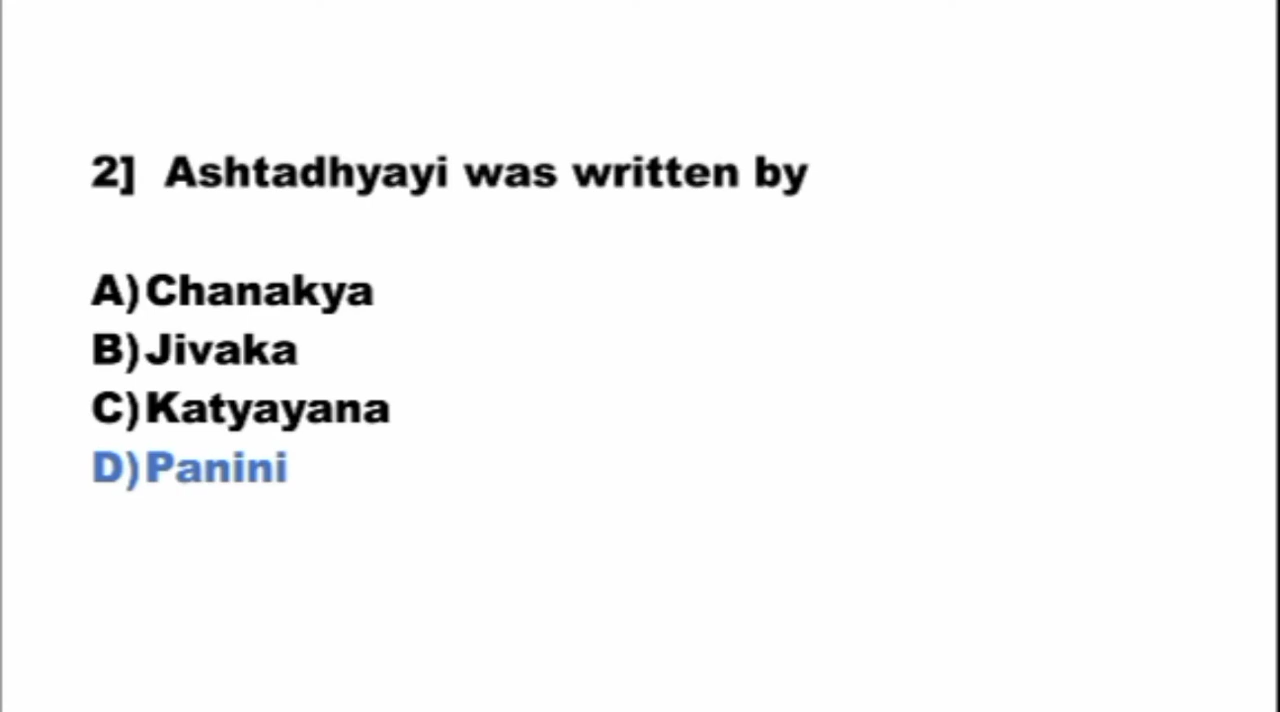 2] Ashtadhyayi was written by
A) Chanakya
B) Jivaka
C) Katyayana
D) Panini